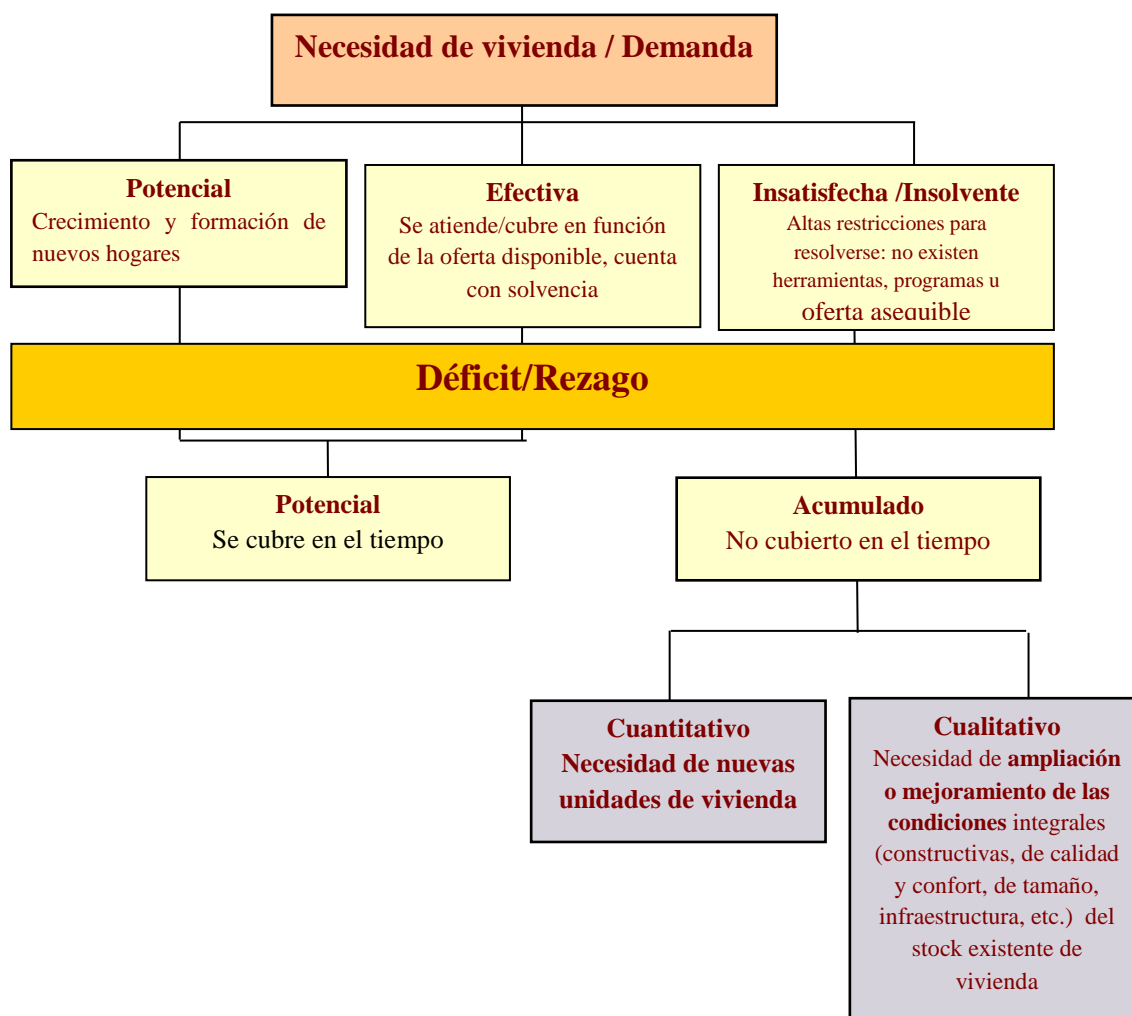 Necesidad de vivienda / Demanda
Potencial
Crecimiento y formación de
nuevos hogares
Efectiva
Se atiende/cubre en función
de la oferta disponible, cuenta
con solvencia
Insatisfecha /Insolvente
Altas restricciones para
resolverse: no existen
herramientas, programas u
oferta asequible
Déficit/Rezago
Potencial
Se cubre en el tiempo
Acumulado
No cubierto en el tiempo
Cuantitativo
Necesidad de nuevas
unidades de vivienda
Cualitativo
Necesidad de ampliación
o mejoramiento de las
condiciones integrales
(constructivas, de calidad
y confort, de tamaño,
infraestructura, etc.) del
stock existente de
vivienda